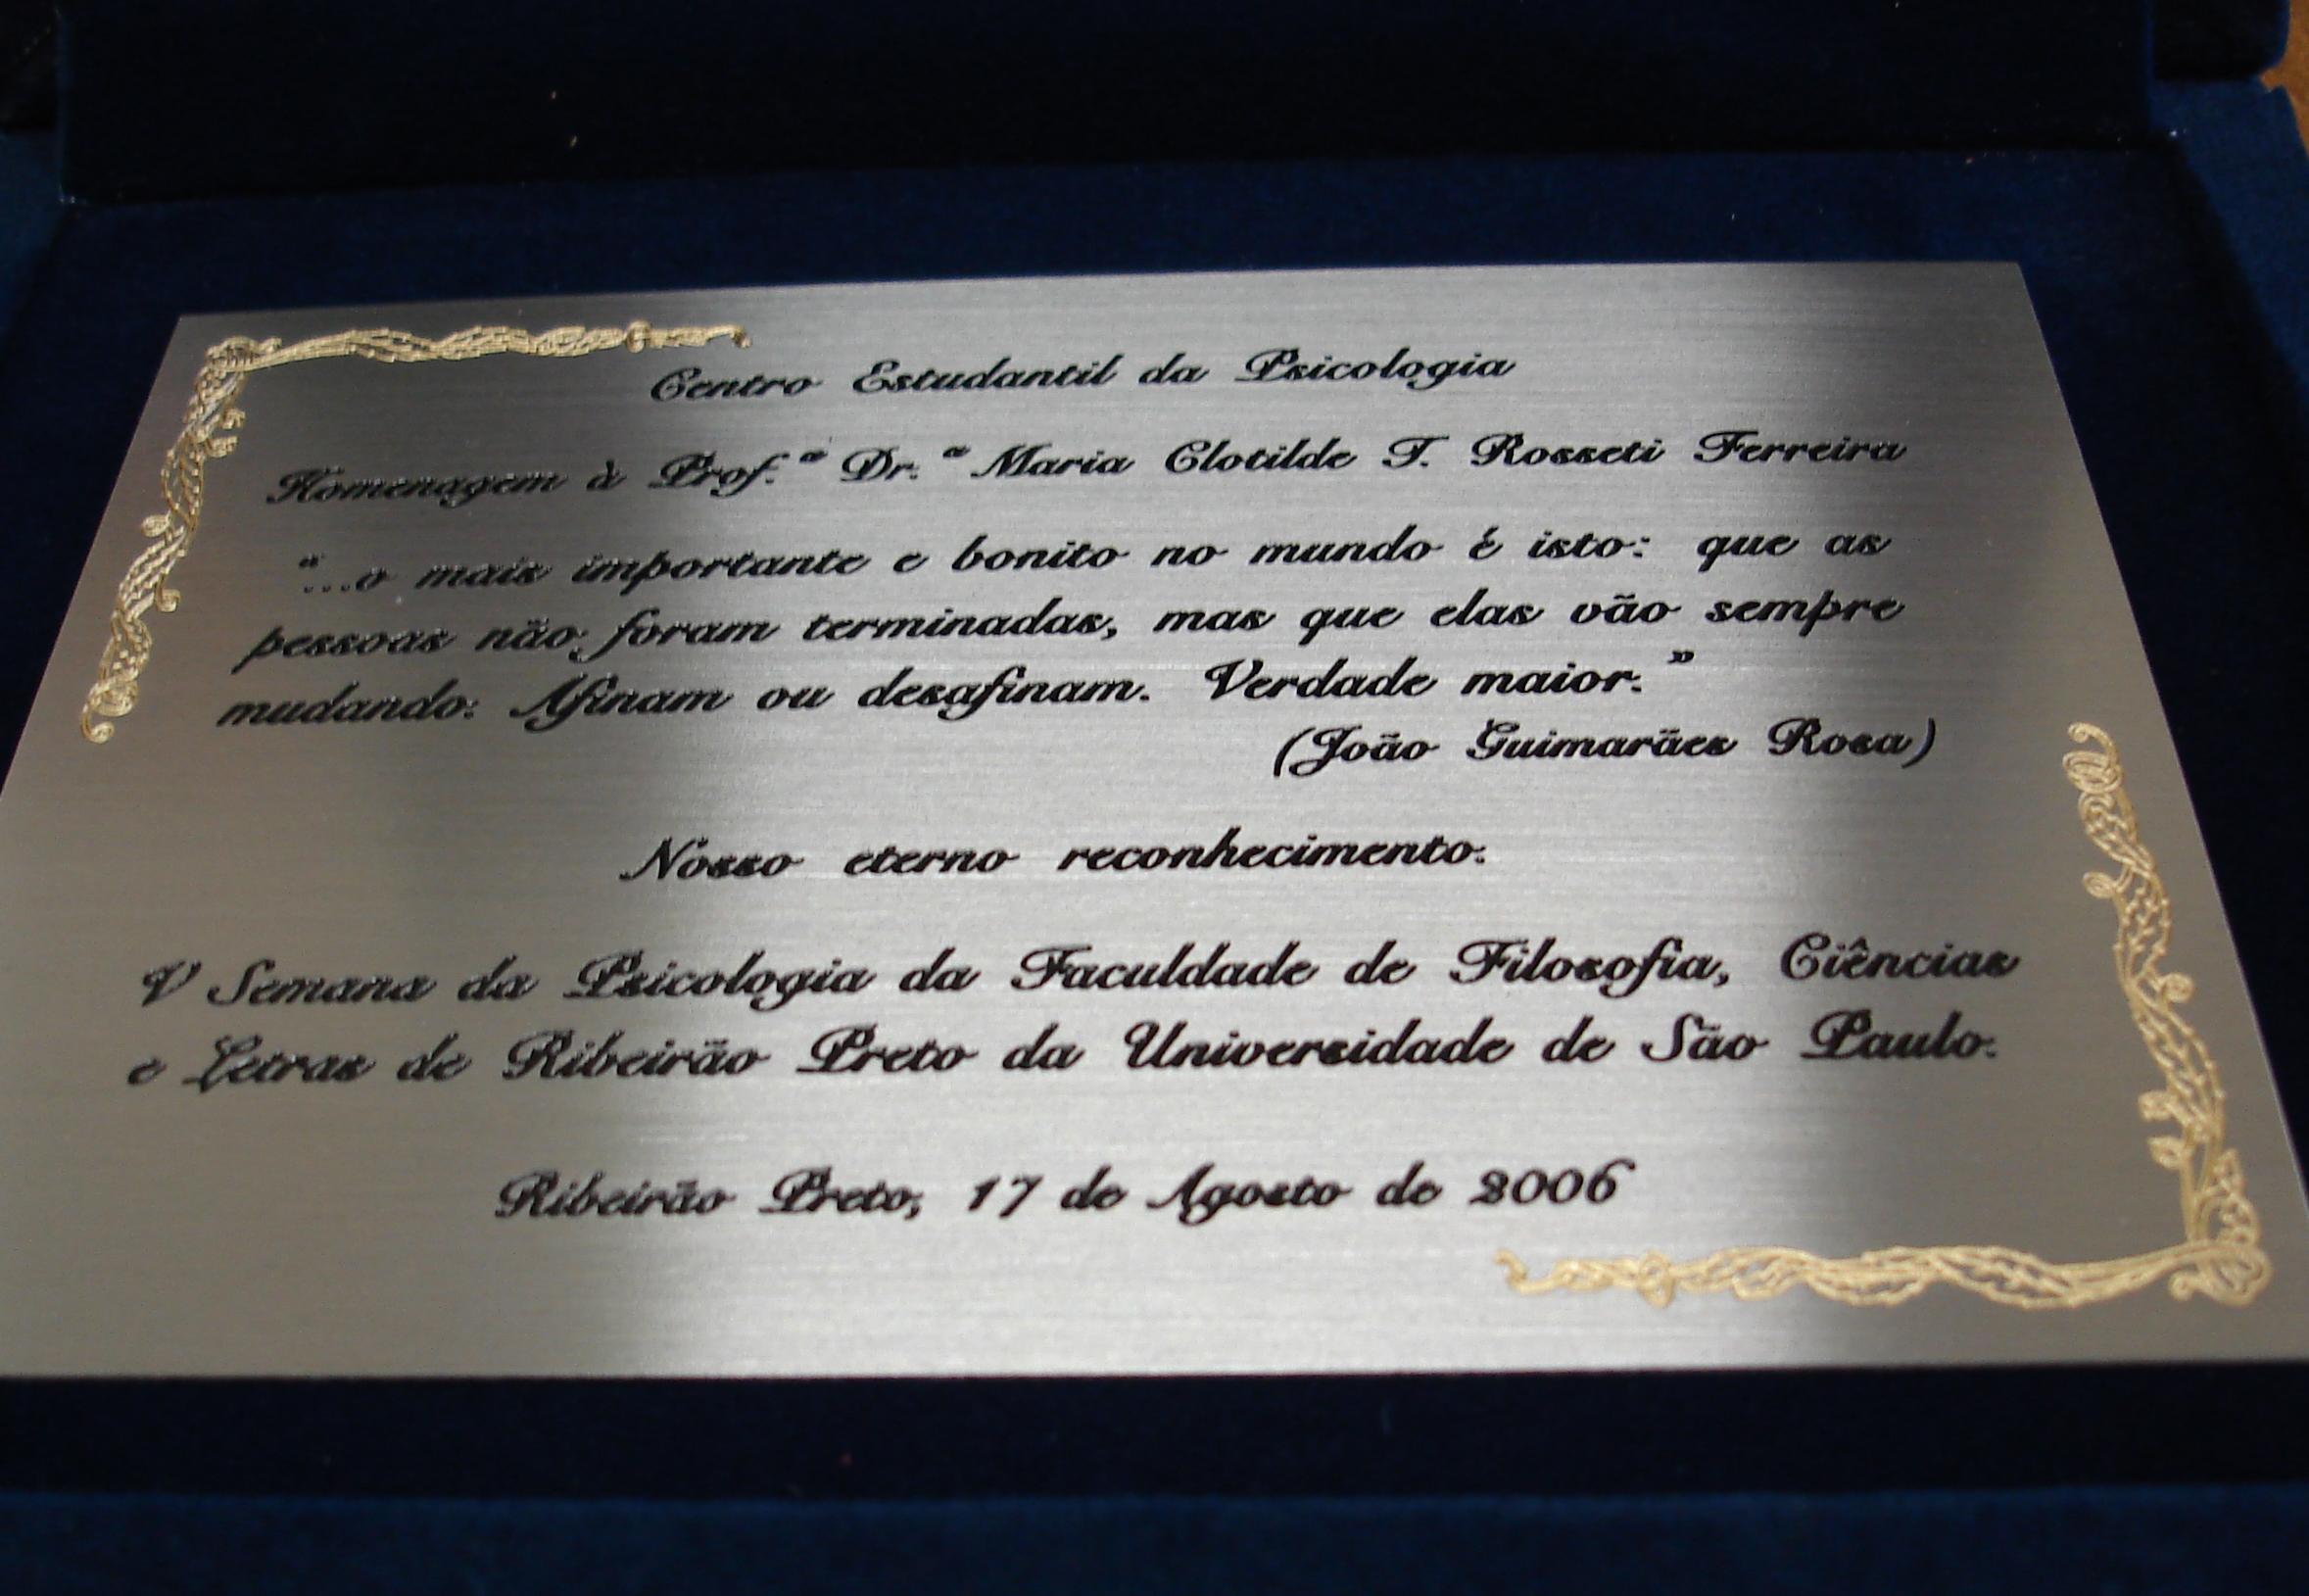 Centro Estudantil da Psicologia
Homenagem à Prof.ª Dr.ª Maria Clotilde T. Rosseti Ferreira
"...o mais importante e bonito no mundo é isto: que as
pessoas não foram terminadas, mas que elas vão sempre
mudando. Afinam ou desafinam. Verdade maior."
(João Guimarães Rosa)
Nosso eterno reconhecimento.
V Semana da Psicologia da Faculdade de Filosofia, Ciências
e Letras de Ribeirão Preto da Universidade de São Paulo.
Ribeirão Preto, 17 de Agosto de 2006